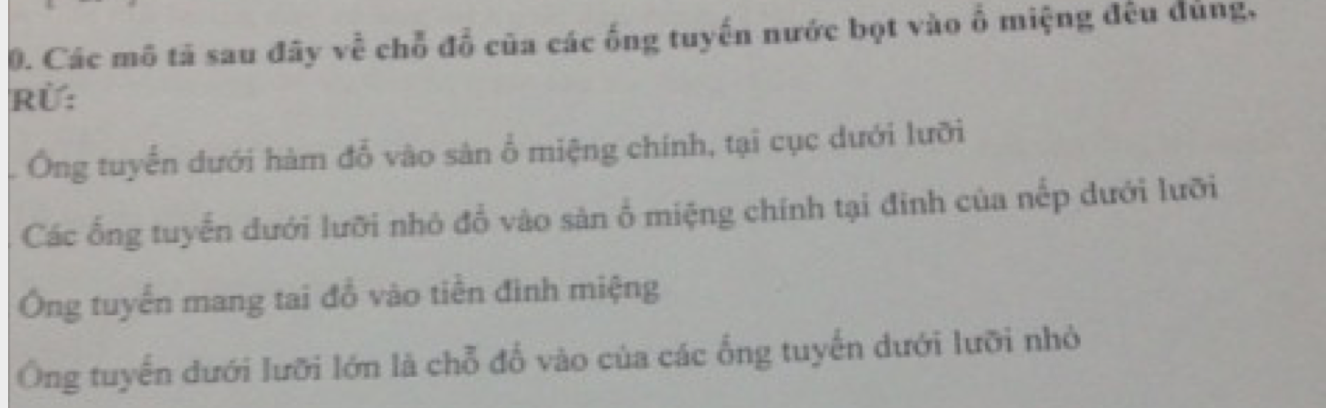 0. Các mô tả sau đây về chỗ đổ của các ống tuyến nước bọt vào ổ miệng đều đúng,
RỪ:
. Ống tuyến dưới hàm đổ vào sàn ổ miệng chính, tại cục dưới lưỡi
. Các ống tuyến dưới lưỡi nhỏ đổ vào sàn ổ miệng chính tại đỉnh của nếp dưới lưỡi
Ống tuyến mang tai đổ vào tiền đình miệng
Ống tuyến dưới lưỡi lớn là chỗ đổ vào của các ống tuyến dưới lưỡi nhỏ